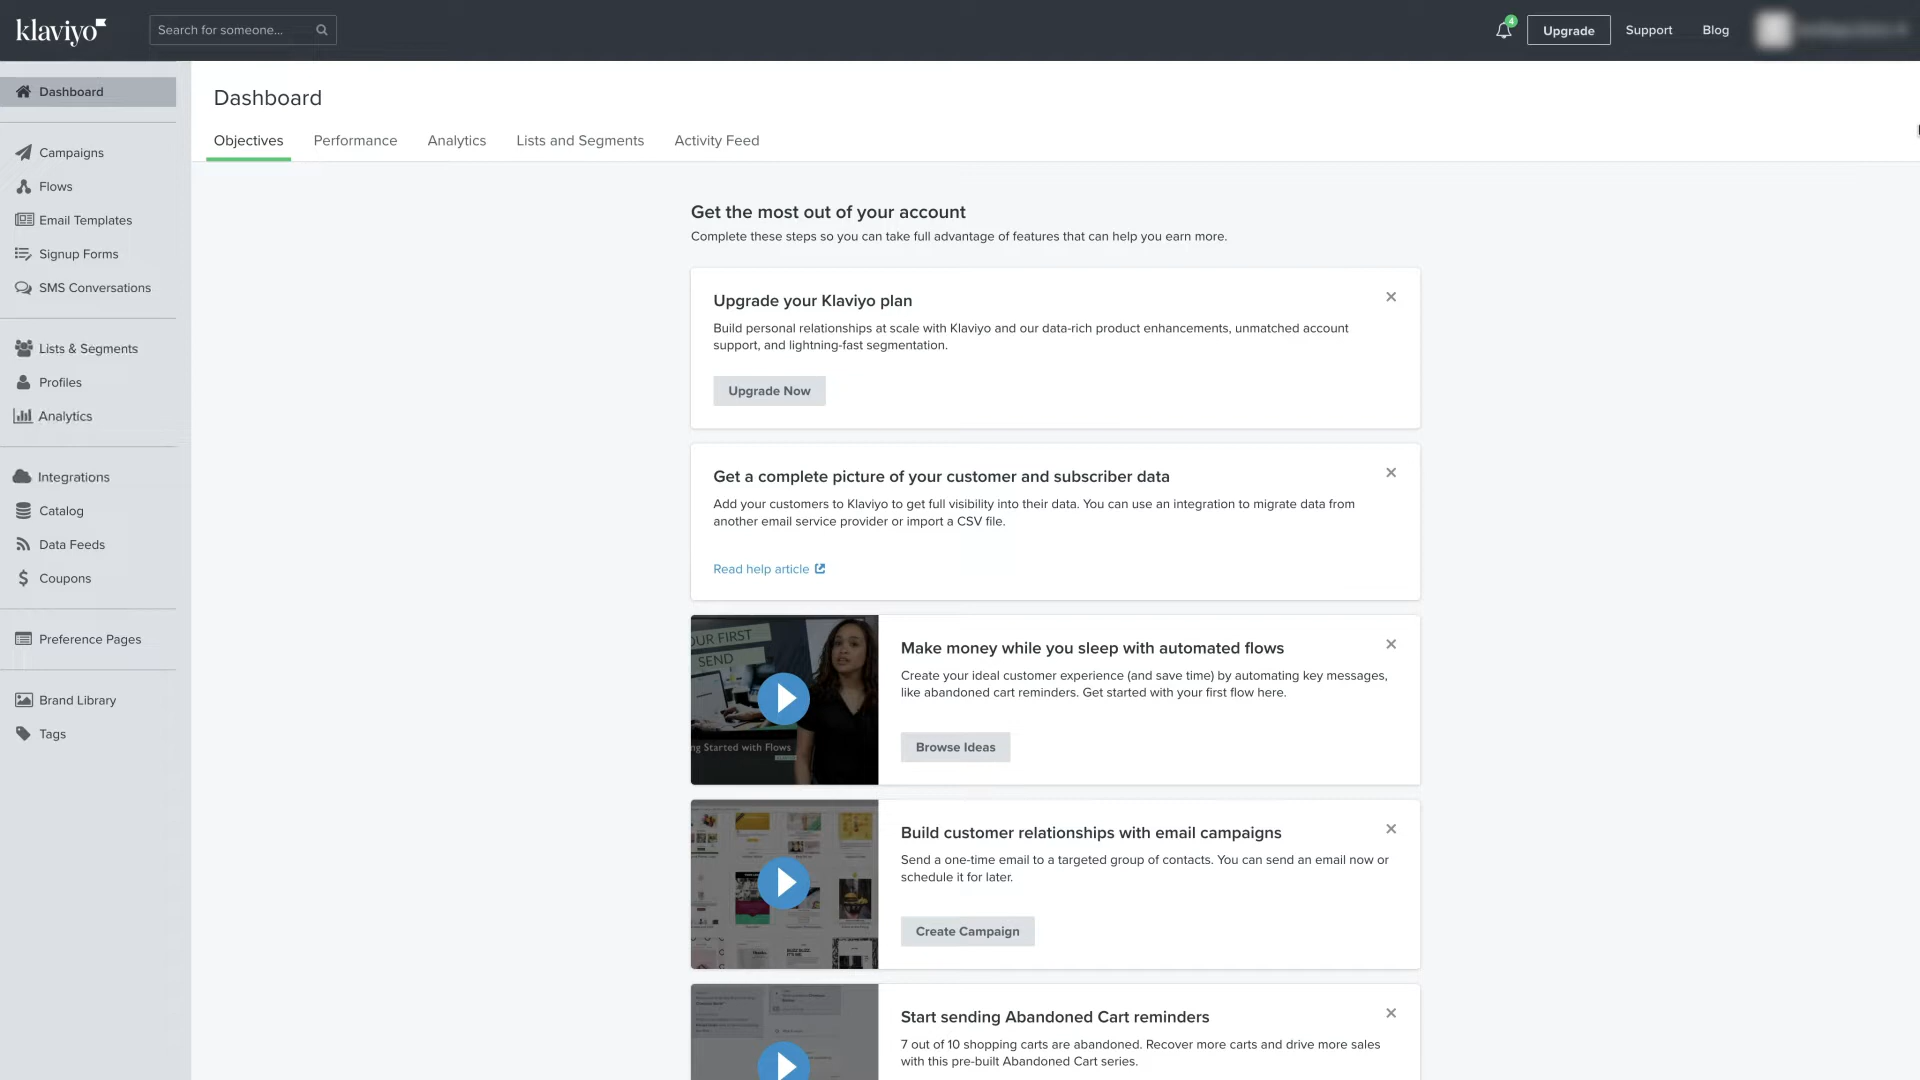 klaviyo
Search for someone...
4
Upgrade
Support
Blog
Dashboard
Campaigns
Flows
Email Templates
Signup Forms
SMS Conversations
Lists & Segments
Profiles
Analytics
Integrations
Catalog
Data Feeds
Coupons
Preference Pages
Brand Library
Tags
Dashboard
Objectives
Performance
Analytics
Lists and Segments
Activity Feed
Get the most out of your account
Complete these steps so you can take full advantage of features that can help you earn more.
Upgrade your Klaviyo plan
Build personal relationships at scale with Klaviyo and our data-rich product enhancements, unmatched account
support, and lightning-fast segmentation.
Upgrade Now
Get a complete picture of your customer and subscriber data
Add your customers to Klaviyo to get full visibility into their data. You can use an integration to migrate data from
another email service provider or import a CSV file.
Read help article
OUR FIRST
SEND
ng Started with Flows
Make money while you sleep with automated flows
Create your ideal customer experience (and save time) by automating key messages,
like abandoned cart reminders. Get started with your first flow here.
Browse Ideas
Build customer relationships with email campaigns
Send a one-time email to a targeted group of contacts. You can send an email now or
schedule it for later.
Create Campaign
Start sending Abandoned Cart reminders
7 out of 10 shopping carts are abandoned. Recover more carts and drive more sales
with this pre-built Abandoned Cart series.